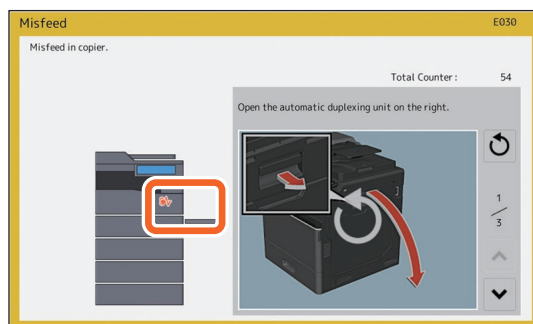 Misfeed
E030
Misfeed in copier.
Total Counter :
54
Open the automatic duplexing unit on the right.
1
3